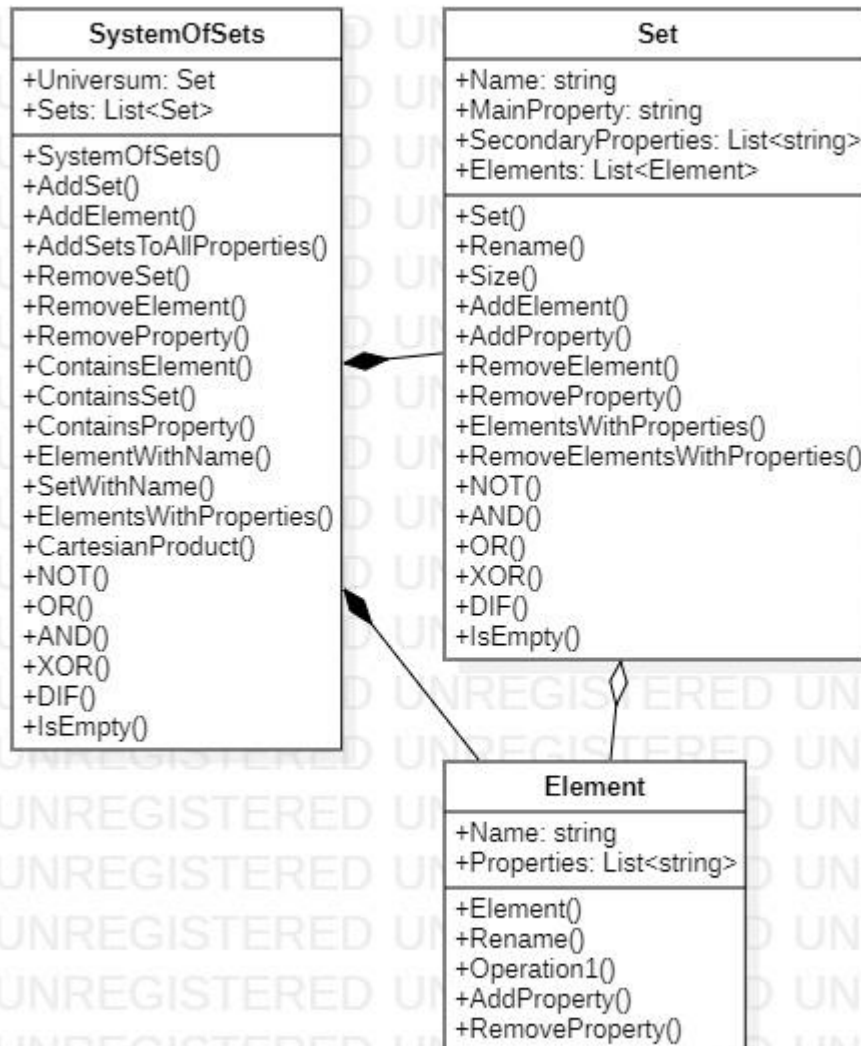 SystemOfSets
+Universum: Set
+Sets: List<Set>
+SystemOfSets()
+AddSet()
+AddElement()
+AddSetsToAllProperties()
+RemoveSet()
+RemoveElement()
+RemoveProperty()
+ContainsElement()
+ContainsSet()
+ContainsProperty()
+ElementWithName()
+SetWithName()
+ElementsWithProperties()
+CartesianProduct()
+NOT()
+OR()
+AND()
+XOR()
+DIF()
+IsEmpty()
Set
+Name: string
+MainProperty: string
+SecondaryProperties: List<string>
+Elements: List<Element>
+Set()
+Rename()
+Size()
+AddElement()
+AddProperty()
+RemoveElement()
+RemoveProperty()
+ElementsWithProperties()
+RemoveElementsWithProperties()
+NOT()
+AND()
+OR()
+XOR()
+DIF()
+IsEmpty()
Element
+Name: string
+Properties: List<string>
+Element()
+Rename()
+Operation1()
+AddProperty()
+RemoveProperty()
UNREGISTERED
UNREGISTERED
UNREGISTERED
UNREGISTERED
UNREGISTERED
UNREGISTERED